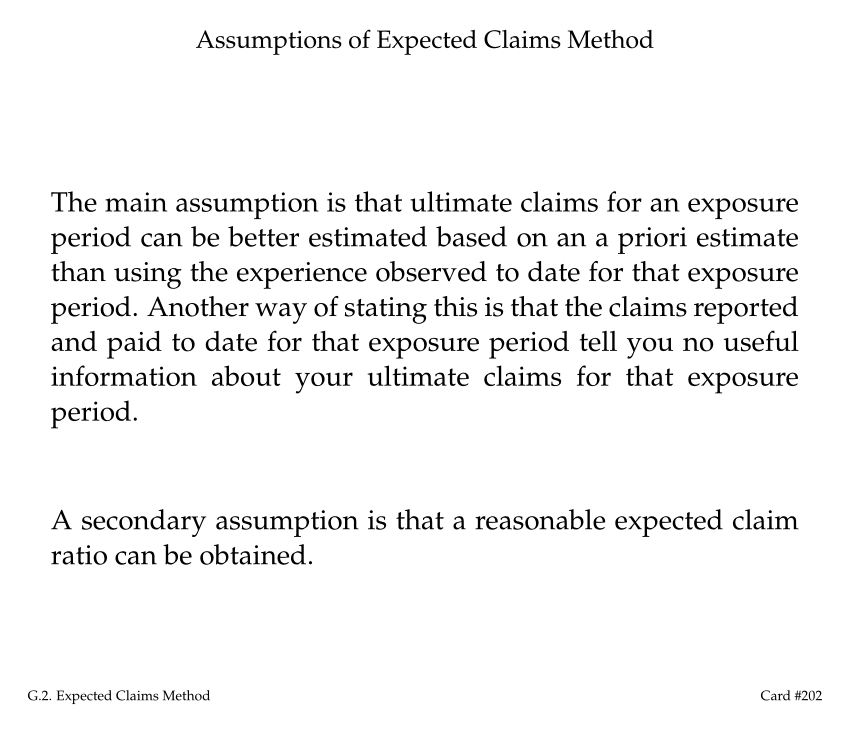 Assumptions of Expected Claims Method
The main assumption is that ultimate claims for an exposure
period can be better estimated based on an a priori estimate
than using the experience observed to date for that exposure
period. Another way of stating this is that the claims reported
and paid to date for that exposure period tell you no useful
information about your ultimate claims for that exposure
period.
A secondary assumption is that a reasonable expected claim
ratio can be obtained.
G.2. Expected Claims Method
Card #202